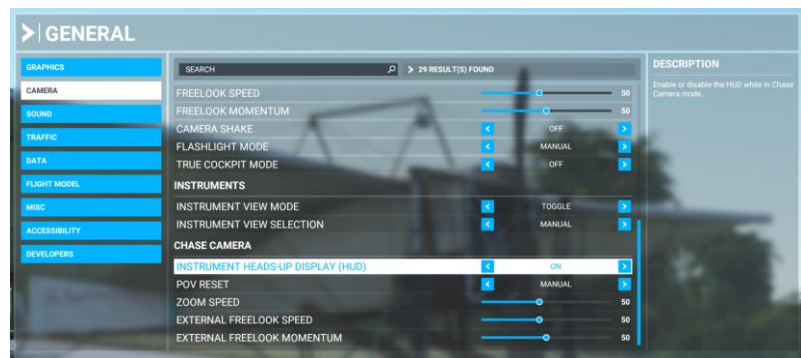 GENERAL
GRAPHICS
CAMERA
SOUND
TRAFFIC
DATA
FLIGHT MODEL
MISC
ACCESSIBILITY
DEVELOPERS
SEARCH 29 RESULT(S) FOUND
FREELOOK SPEED 50
FREELOOK MOMENTUM 50
CAMERA SHAKE OFF
FLASHLIGHT MODE MANUAL
TRUE COCKPIT MODE OFF
INSTRUMENTS
INSTRUMENT VIEW MODE TOGGLE
INSTRUMENT VIEW SELECTION MANUAL
CHASE CAMERA
INSTRUMENT HEADS-UP DISPLAY (HUD) ON
POV RESET MANUAL
ZOOM SPEED 50
EXTERNAL FREELOOK SPEED 50
EXTERNAL FREELOOK MOMENTUM 50
DESCRIPTION
Enable or disable the HUD while in Chase
Camera mode.